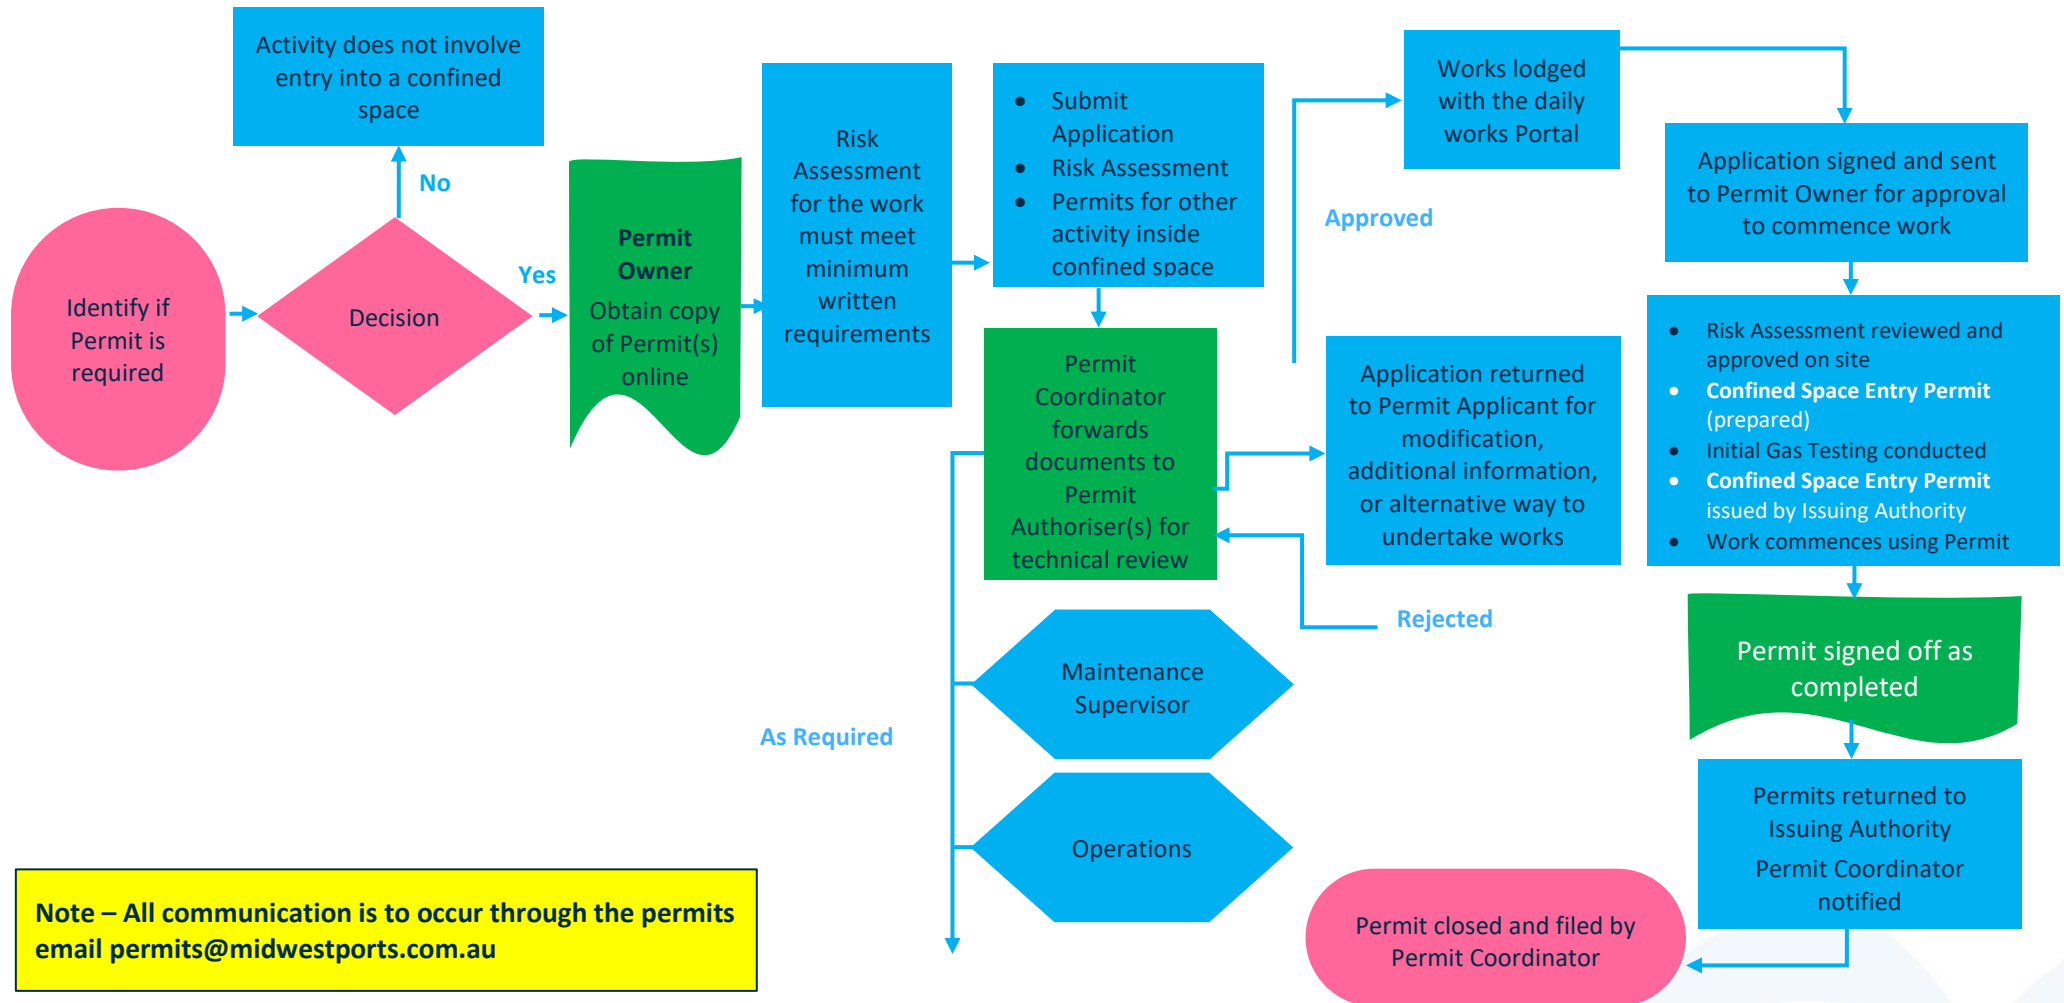 Activity does not involve
entry into a confined
space
No
Identify if
Permit is
required
Decision
Yes
Permit
Owner
Obtain copy
of Permit(s)
online
Risk
Assessment
for the work
must meet
minimum
written
requirements
• Submit
Application
• Risk Assessment
• Permits for other
activity inside
confined space
Permit
Coordinator
forwards
documents to
Permit
Authoriser(s) for
technical review
As Required
Maintenance
Supervisor
Operations
Approved
Works lodged
with the daily
works Portal
Application returned
to Permit Applicant for
modification,
additional information,
or alternative way to
undertake works
Rejected
Application signed and sent
to Permit Owner for approval
to commence work
• Risk Assessment reviewed and
approved on site
• Confined Space Entry Permit
(prepared)
• Initial Gas Testing conducted
• Confined Space Entry Permit
issued by Issuing Authority
• Work commences using Permit
Permit signed off as
completed
Permits returned to
Issuing Authority
Permit Coordinator
notified
Permit closed and filed by
Permit Coordinator
Note – All communication is to occur through the permits
email permits@midwestports.com.au